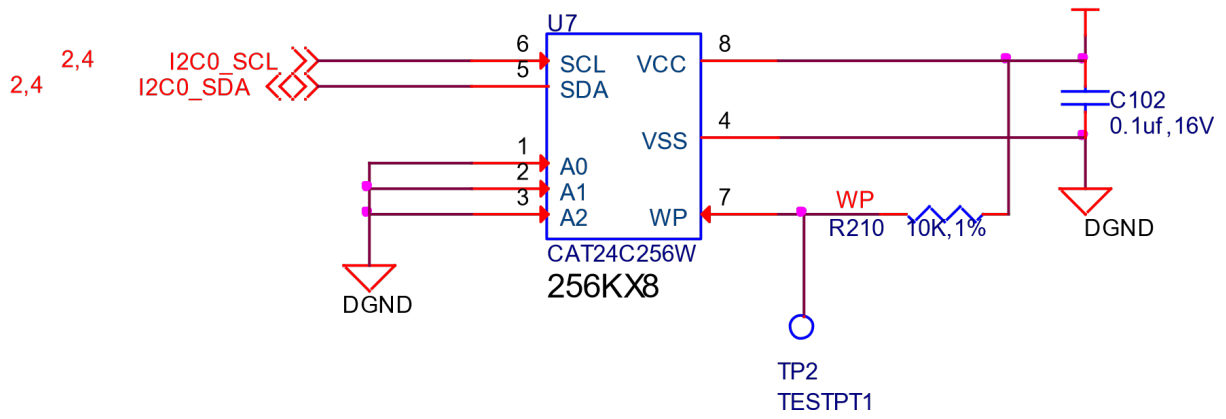 U7
2,4
I2C0_SCL
6
SCL
VCC
8
2,4
I2C0_SDA
5
SDA
C102
0.1uf,16V
VSS
4
1
A0
2
A1
3
A2
WP
7
WP
R210
10K,1%
DGND
CAT24C256W
256KX8
DGND
TP2
TESTPT1